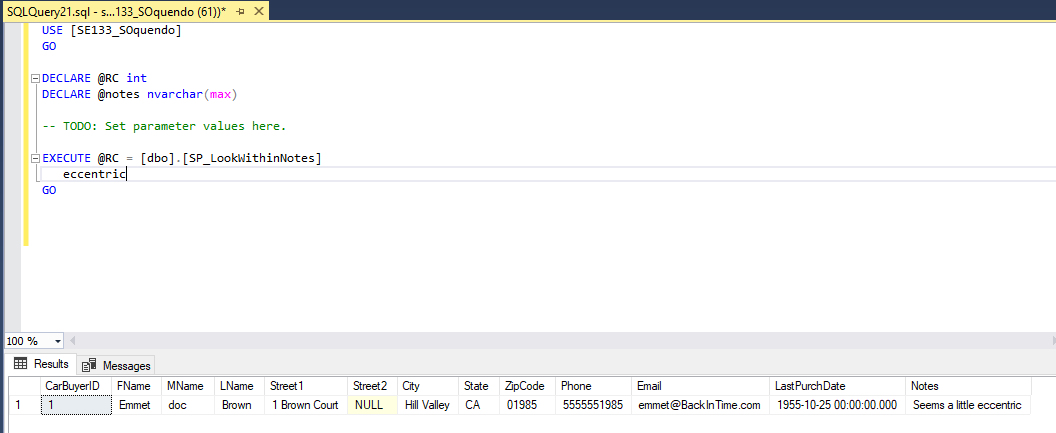 SQLQuery21.sql - s...133_SOquendo (61))*
USE [SE133_SOquendo]
GO
DECLARE @RC int
DECLARE @notes nvarchar(max)
-- TODO: Set parameter values here.
EXECUTE @RC = [dbo].[SP_LookWithinNotes]
eccentric
GO
100 %
Results Messages
CarBuyerID FName MName LName Street1 Street2 City State ZipCode Phone Email LastPurchDate Notes
1 1 Emmet doc Brown 1 Brown Court NULL Hill Valley CA 01985 5555551985 emmet@BackInTime.com 1955-10-25 00:00:00.000 Seems a little eccentric